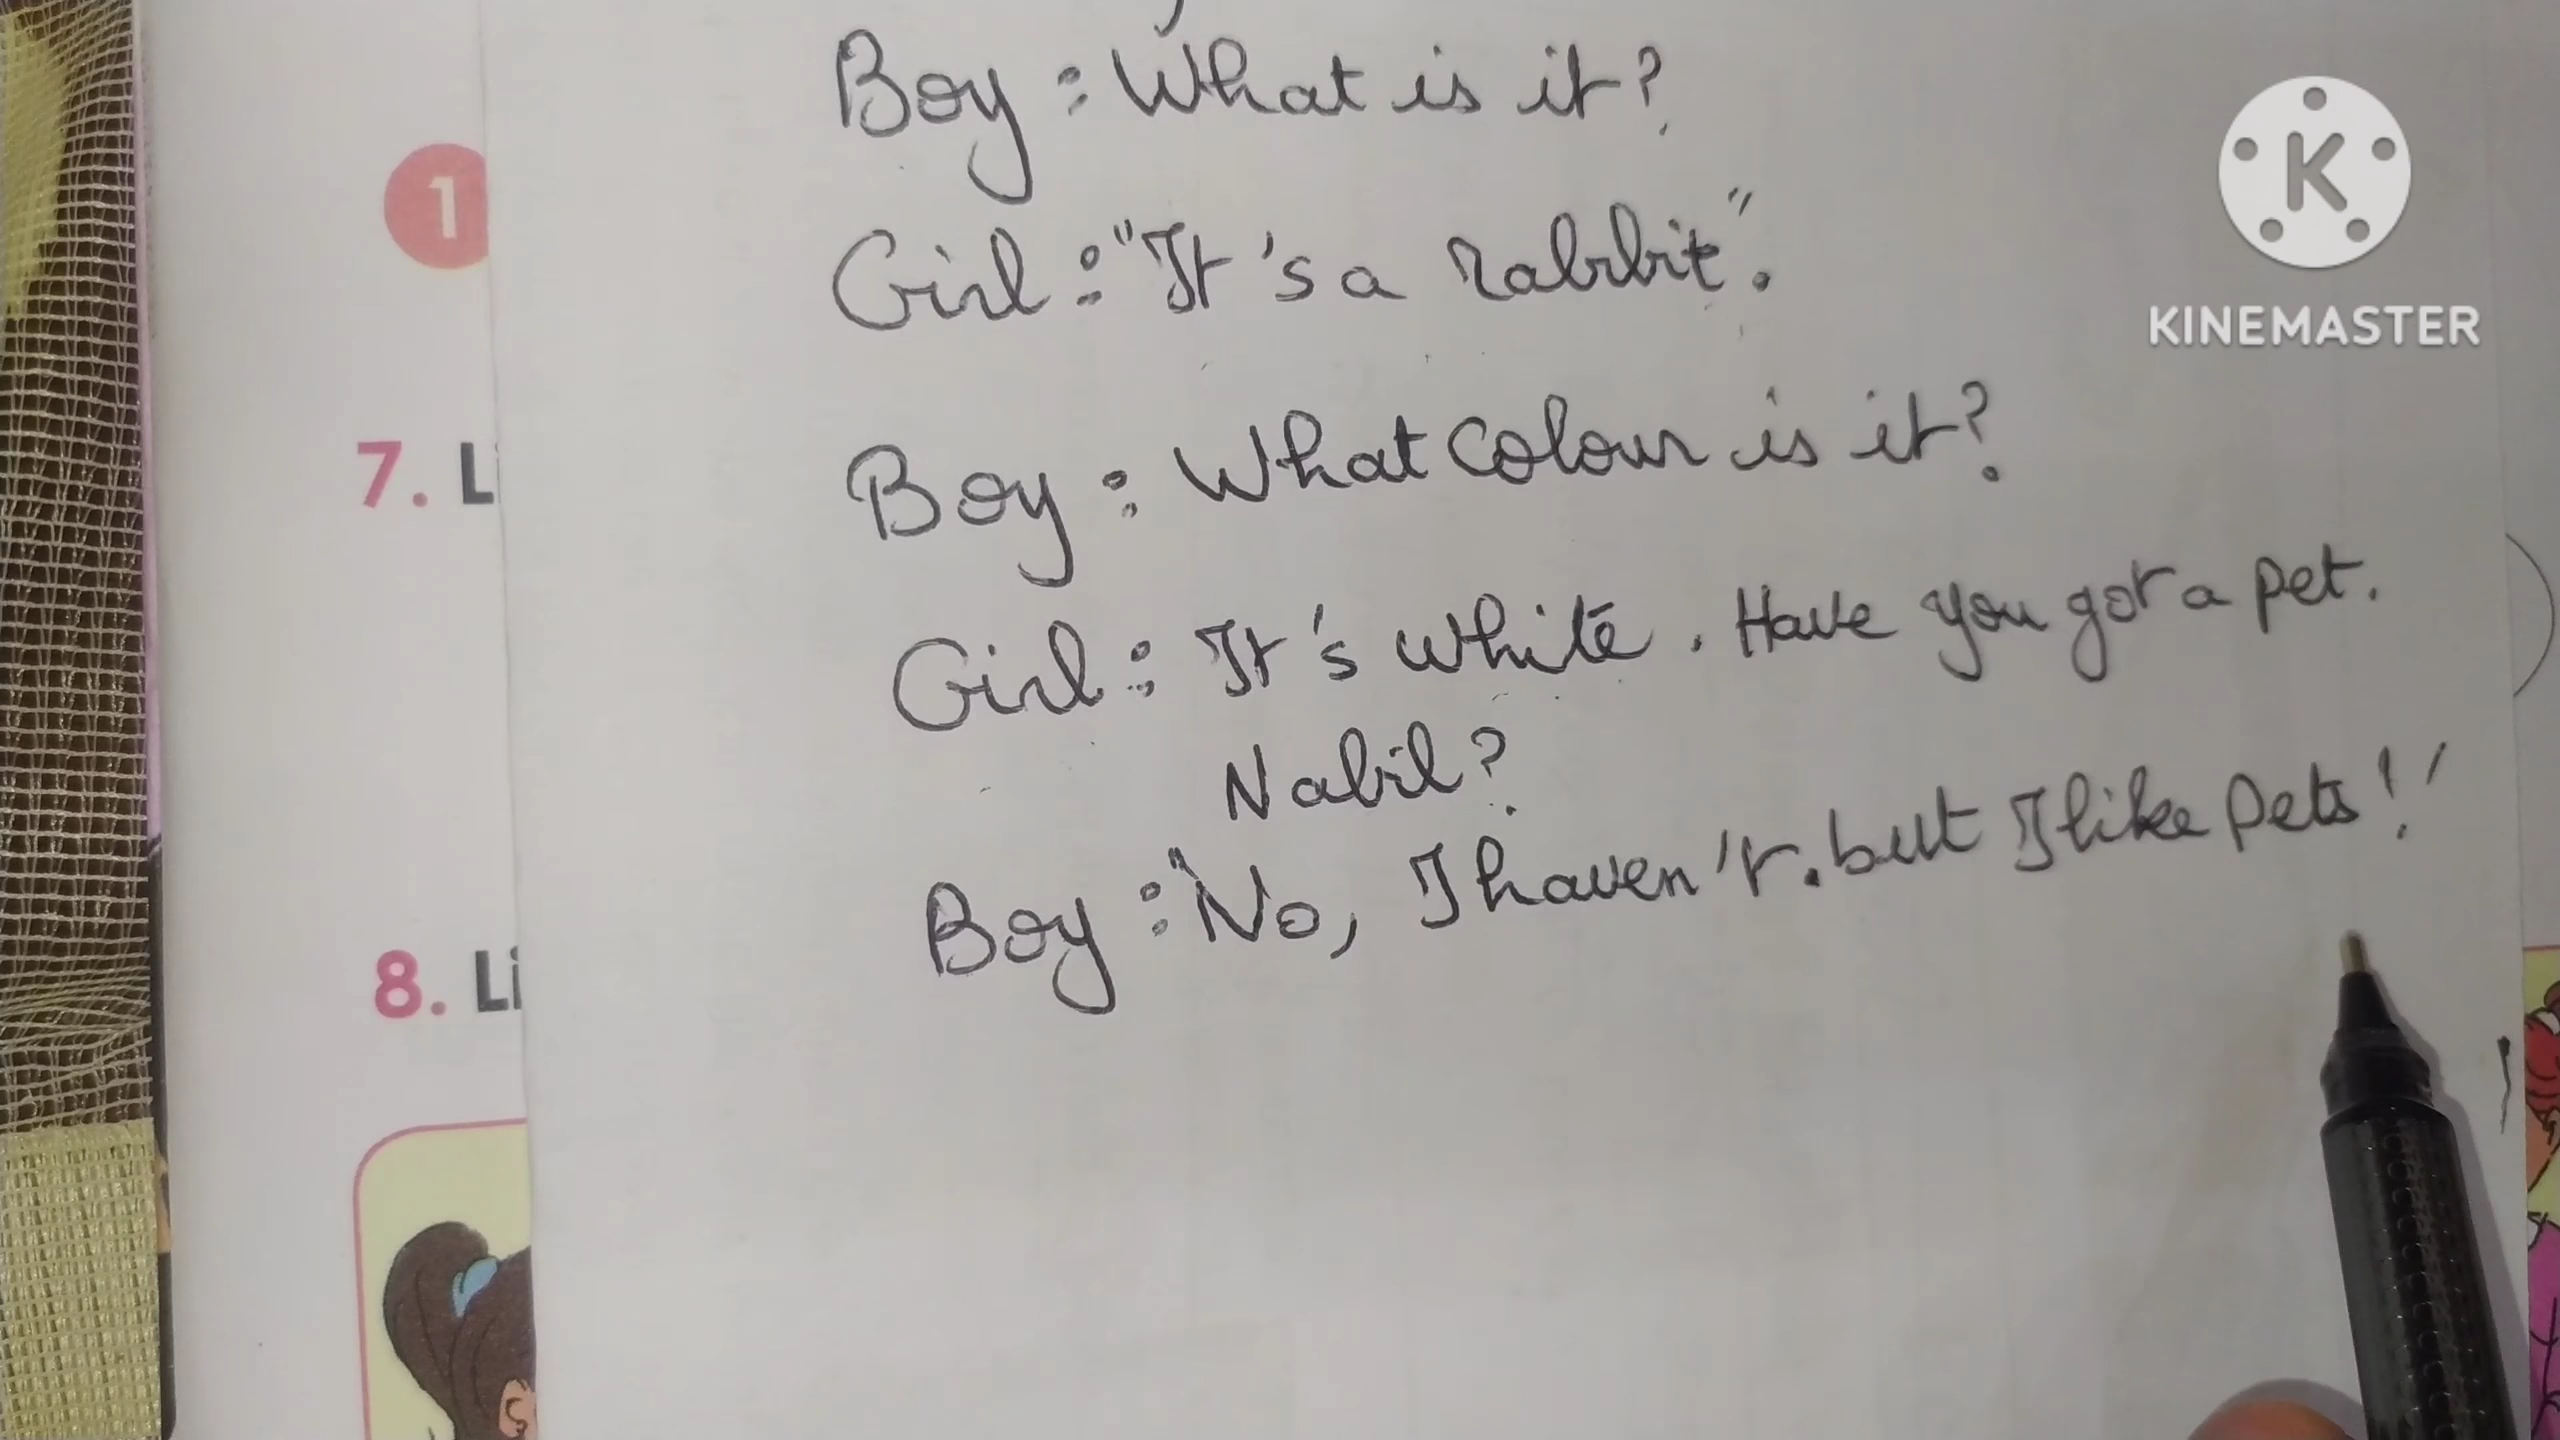 Boy : What is it?
1
Girl : "It's a rabbit".
K
KINEMASTER
7. Li
Boy : What colour is it?
Girl : It's white. Have you got a pet.
Nabil?
Boy : "No, I haven't. but I like pets!"
8. Li